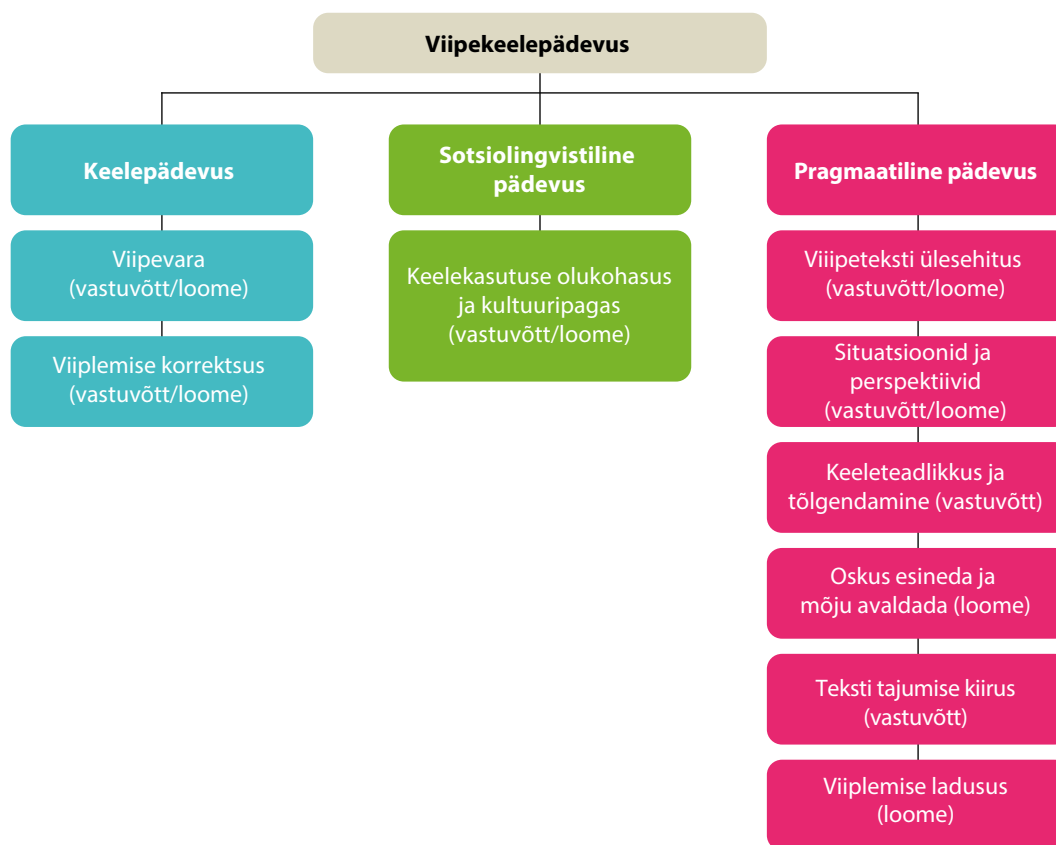 Viipekeelepädevus
Keelepädevus
Viipevara
(vastuvõtt/loome)
Viiplemise korrektsus
(vastuvõtt/loome)
Sotsiolingvistiline
pädevus
Keelekasutuse olukohasus
ja kultuuripagas
(vastuvõtt/loome)
Pragmaatiline pädevus
Viiipeteksti ülesehitus
(vastuvõtt/loome)
Situatsioonid ja
perspektiivid
(vastuvõtt/loome)
Keeleteadlikkus ja
tõlgendamine (vastuvõtt)
Oskus esineda ja
mõju avaldada (loome)
Teksti tajumise kiirus
(vastuvõtt)
Viiplemise ladusus
(loome)